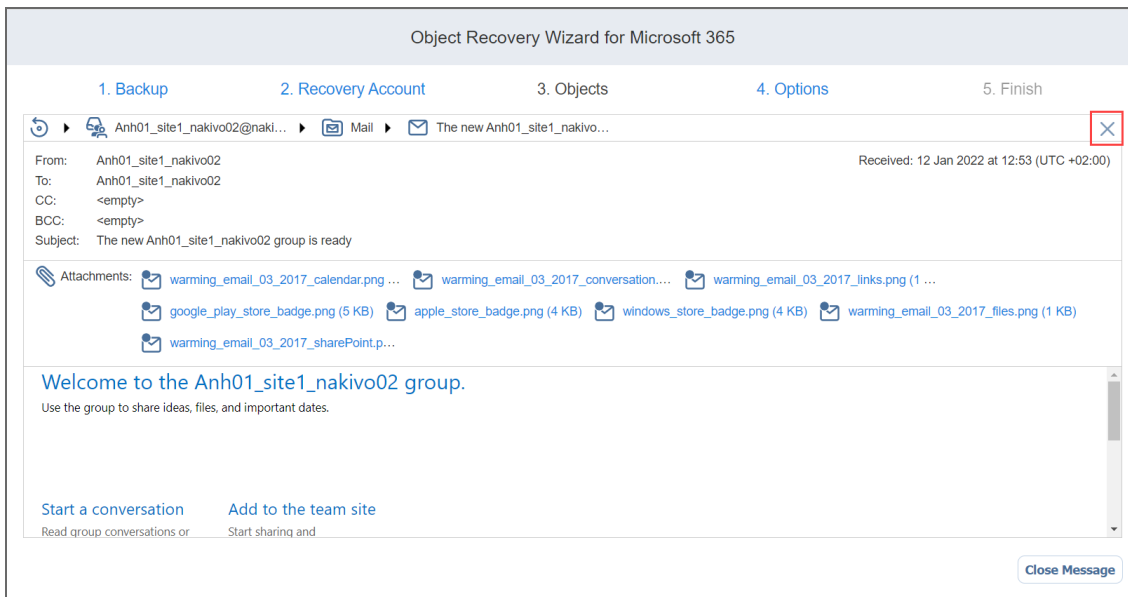 Object Recovery Wizard for Microsoft 365
1. Backup 2. Recovery Account 3. Objects 4. Options 5. Finish
Anh01_site1_nakivo02@naki... Mail The new Anh01_site1_nakivo...
From: Anh01_site1_nakivo02 Received: 12 Jan 2022 at 12:53 (UTC +02:00)
To: Anh01_site1_nakivo02
CC: <empty>
BCC: <empty>
Subject: The new Anh01_site1_nakivo02 group is ready
Attachments: warming_email_03_2017_calendar.png ... warming_email_03_2017_conversation.... warming_email_03_2017_links.png (1 ...
google_play_store_badge.png (5 KB) apple_store_badge.png (4 KB) windows_store_badge.png (4 KB) warming_email_03_2017_files.png (1 KB)
warming_email_03_2017_sharePoint.p...
Welcome to the Anh01_site1_nakivo02 group.
Use the group to share ideas, files, and important dates.
Start a conversation Add to the team site
Read group conversations or Start sharing and
Close Message